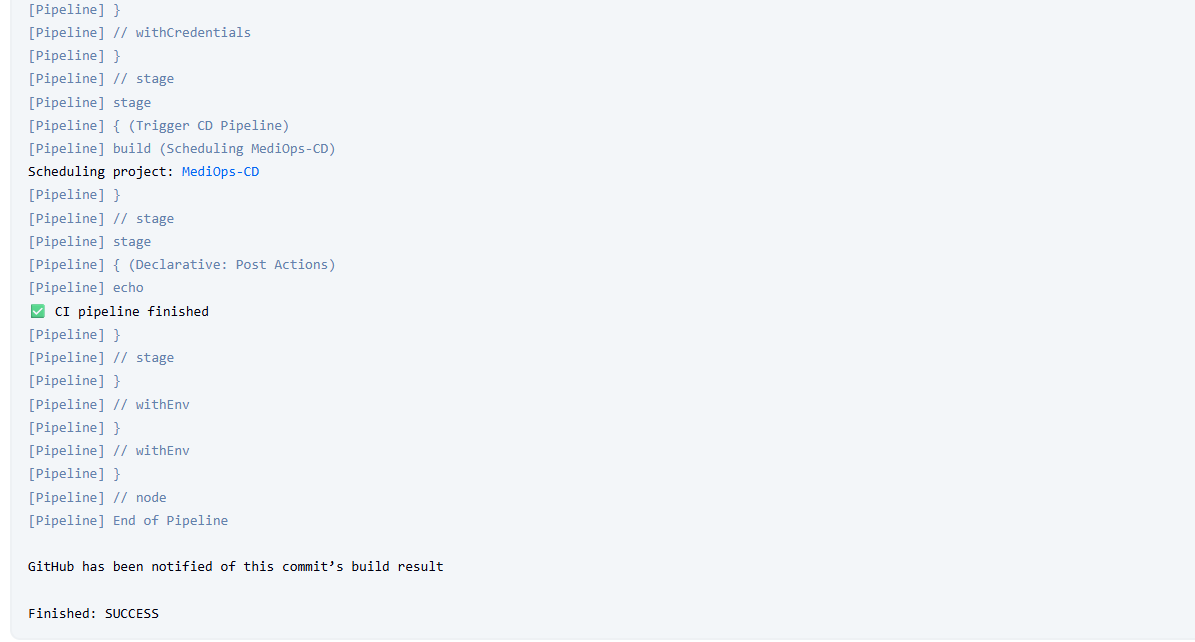 [Pipeline] }
[Pipeline] // withCredentials
[Pipeline] }
[Pipeline] // stage
[Pipeline] stage
[Pipeline] { (Trigger CD Pipeline)
[Pipeline] build (Scheduling MediOps-CD)
Scheduling project: MediOps-CD
[Pipeline] }
[Pipeline] // stage
[Pipeline] stage
[Pipeline] { (Declarative: Post Actions)
[Pipeline] echo
✅ CI pipeline finished
[Pipeline] }
[Pipeline] // stage
[Pipeline] }
[Pipeline] // withEnv
[Pipeline] }
[Pipeline] // withEnv
[Pipeline] }
[Pipeline] // node
[Pipeline] End of Pipeline
GitHub has been notified of this commit’s build result
Finished: SUCCESS